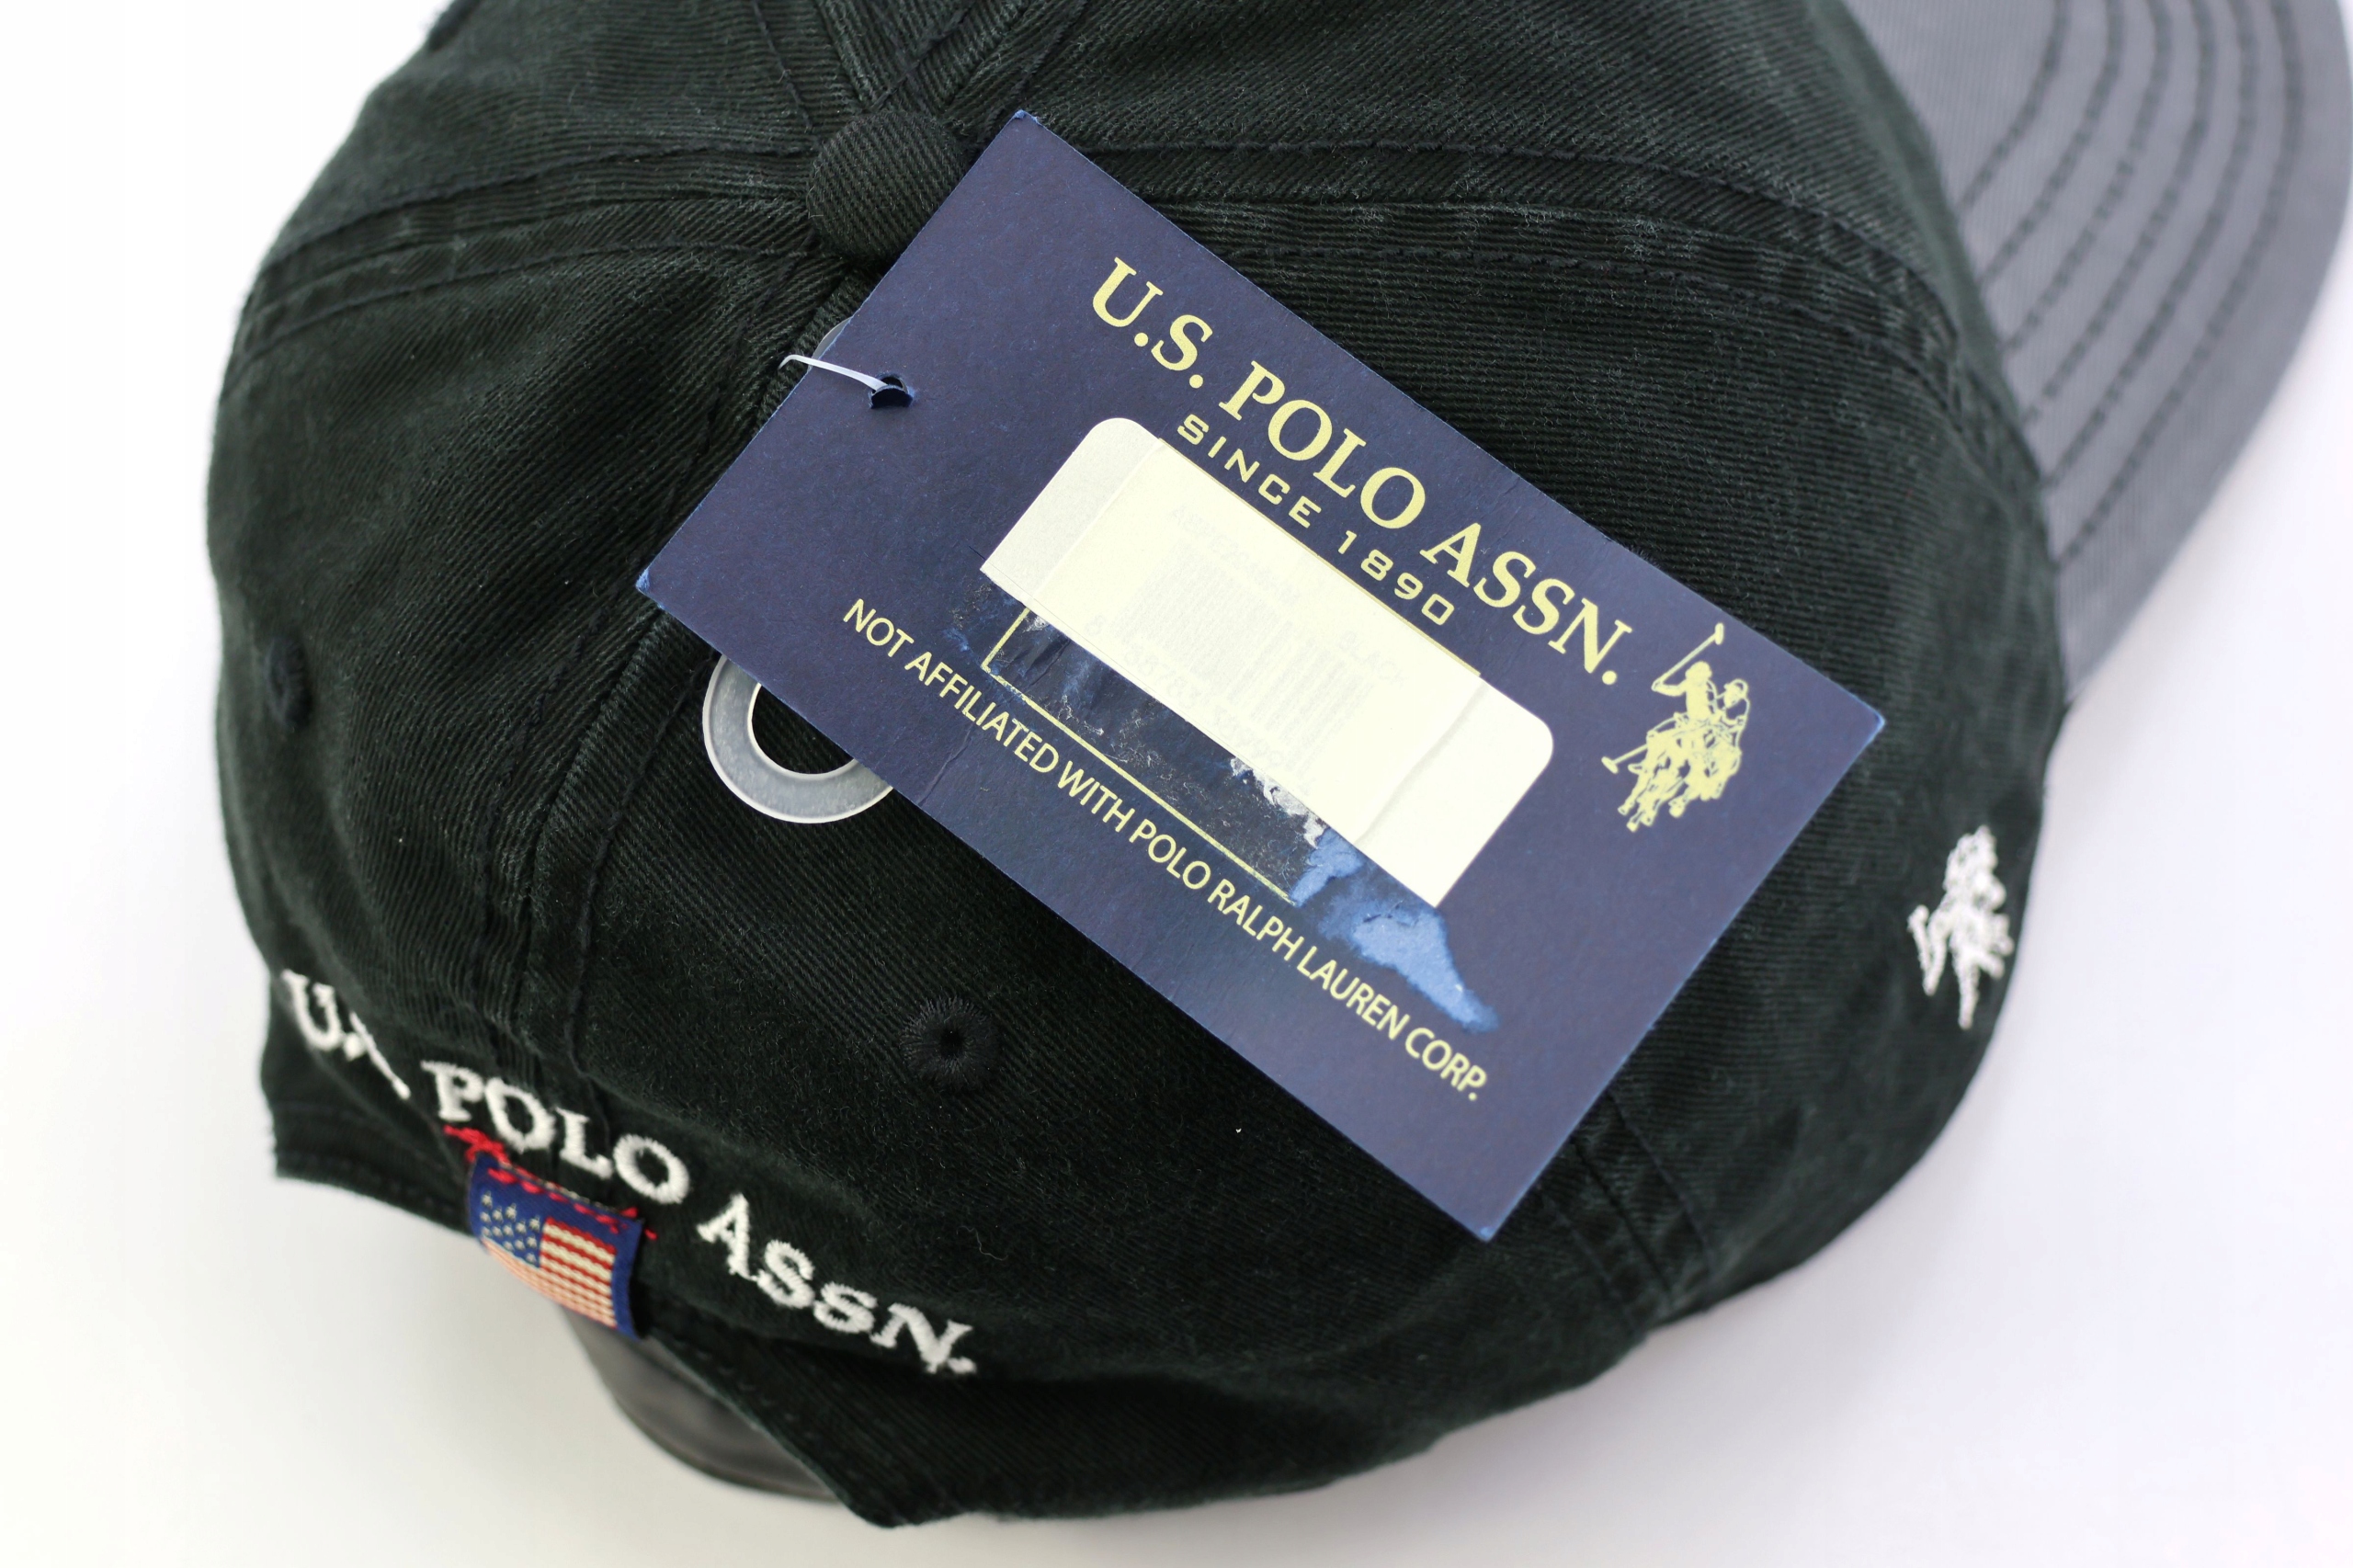 U.S. POLO ASSN.
SINCE 1890
NOT AFFILIATED WITH POLO RALPH LAUREN CORP.
U.S. POLO ASSN.